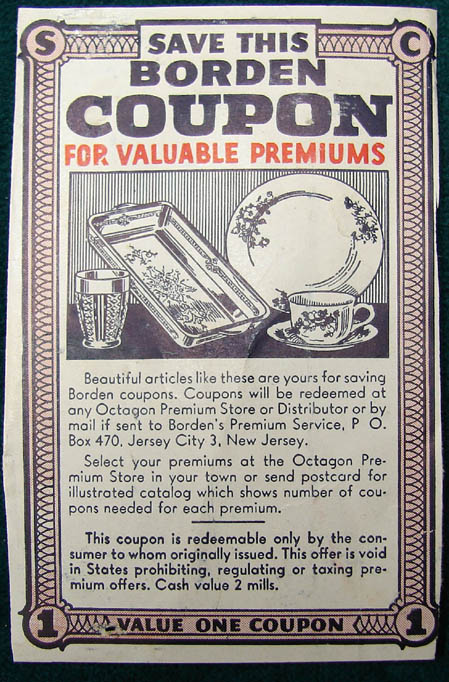 S SAVE THIS C
BORDEN
COUPON
FOR VALUABLE PREMIUMS
Beautiful articles like these are yours for saving
Borden coupons. Coupons will be redeemed at
any Octagon Premium Store or Distributor or by
mail if sent to Borden's Premium Service, P O.
Box 470, Jersey City 3, New Jersey.
Select your premiums at the Octagon Pre-
mium Store in your town or send postcard for
illustrated catalog which shows number of cou-
pons needed for each premium.
This coupon is redeemable only by the con-
sumer to whom originally issued. This offer is void
in States prohibiting, regulating or taxing pre-
mium offers. Cash value 2 mills.
1 VALUE ONE COUPON 1